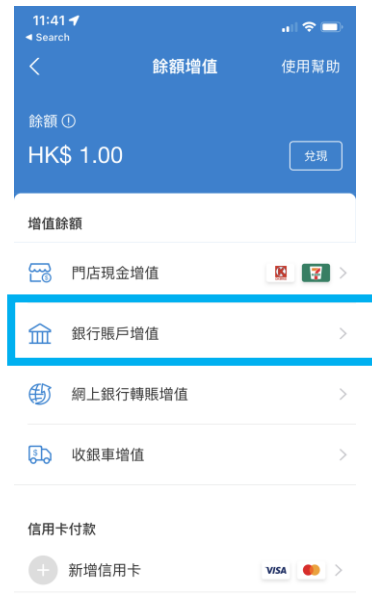 11:41
◀ Search
餘額增值
使用幫助
餘額
HK$ 1.00
兌現
增值餘額
門店現金增值
銀行賬戶增值
網上銀行轉賬增值
收銀車增值
信用卡付款
新增信用卡
VISA